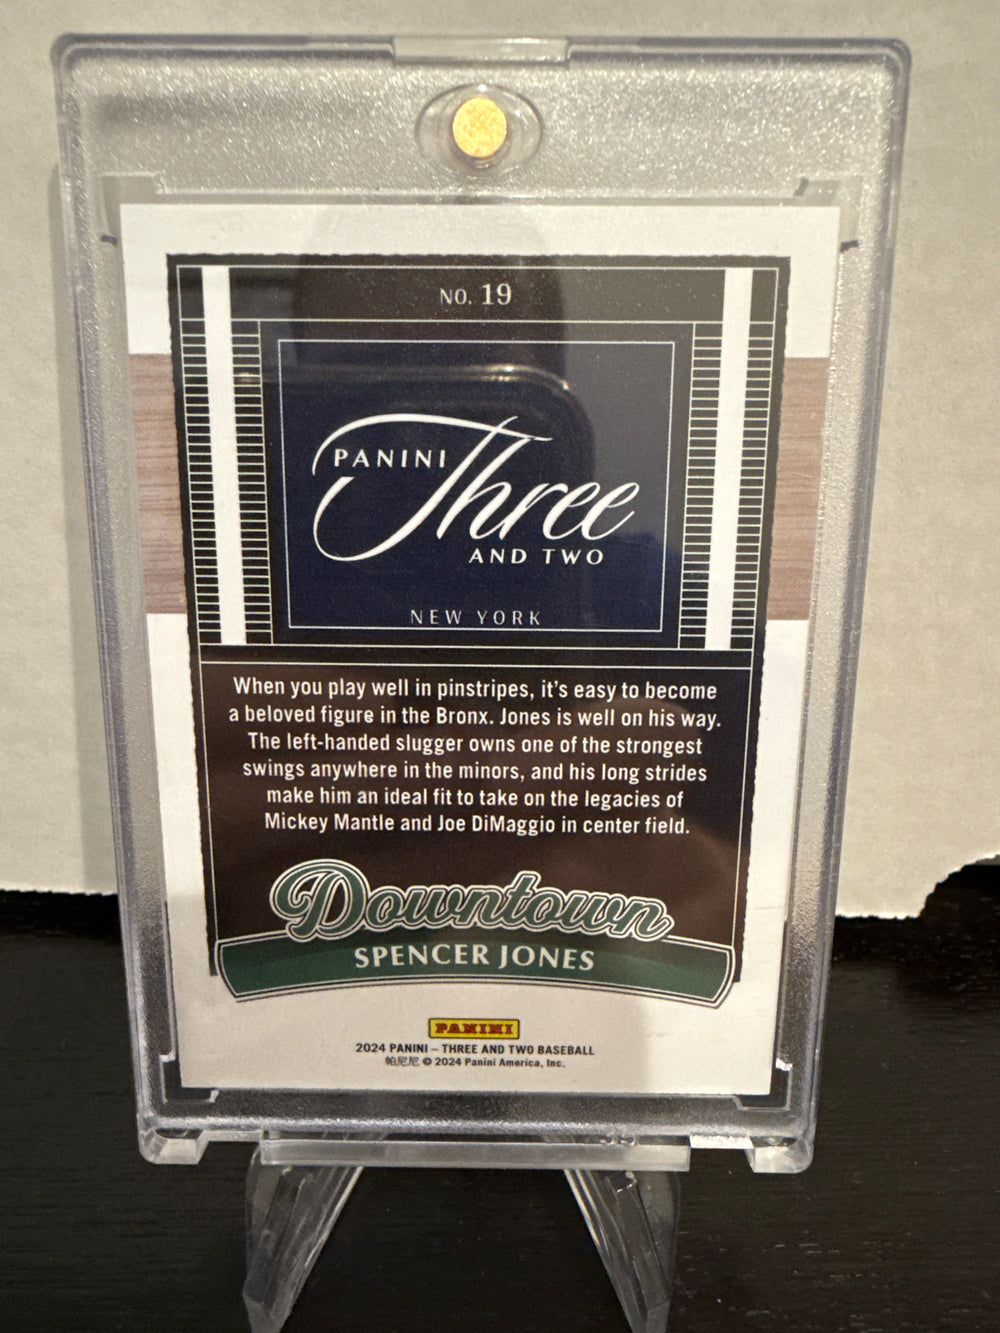 NO. 19
PANINI
Three
AND TWO
NEW YORK
When you play well in pinstripes, it's easy to become
a beloved figure in the Bronx. Jones is well on his way.
The left-handed slugger owns one of the strongest
swings anywhere in the minors, and his long strides
make him an ideal fit to take on the legacies of
Mickey Mantle and Joe DiMaggio in center field.
Downtown
SPENCER JONES
PANINI
2024 PANINI – THREE AND TWO BASEBALL
帕尼尼 © 2024 Panini America, Inc.